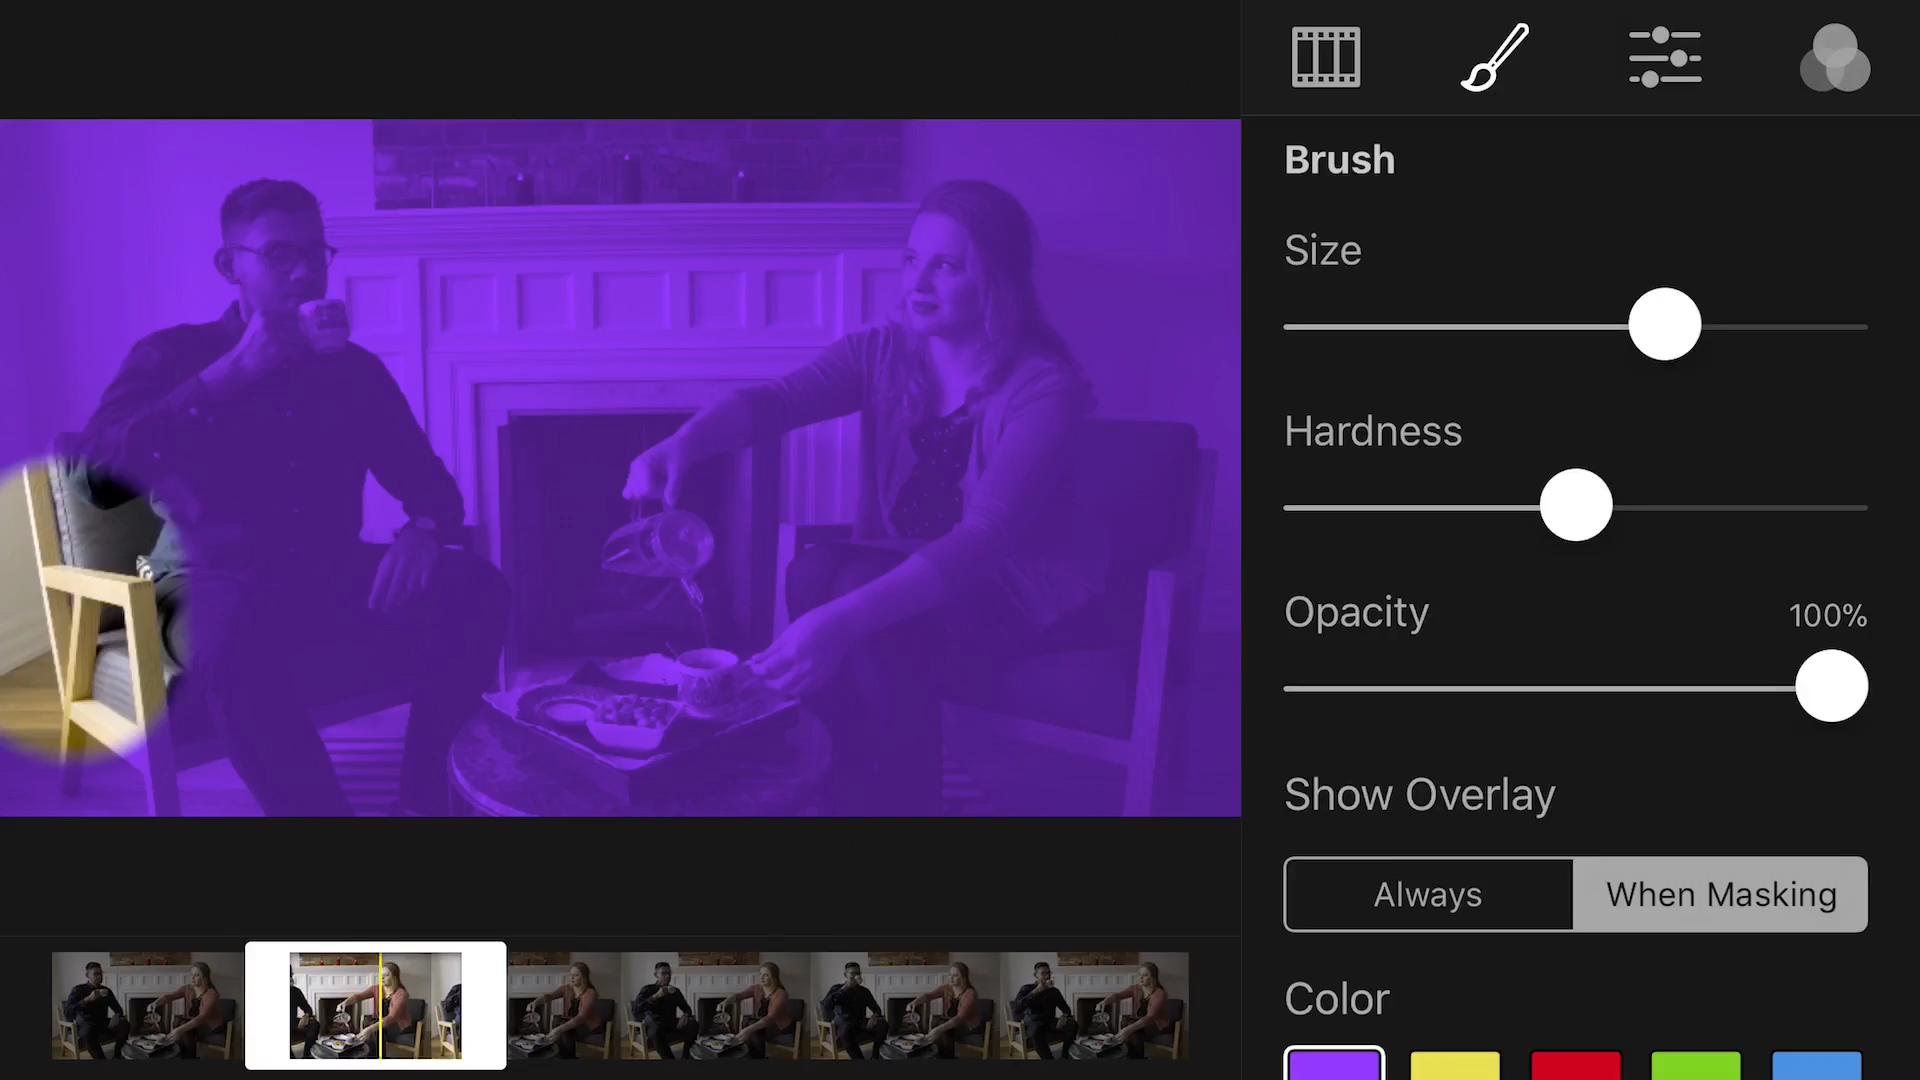 Brush
Size
Hardness
Opacity 100%
Show Overlay
Always When Masking
Color